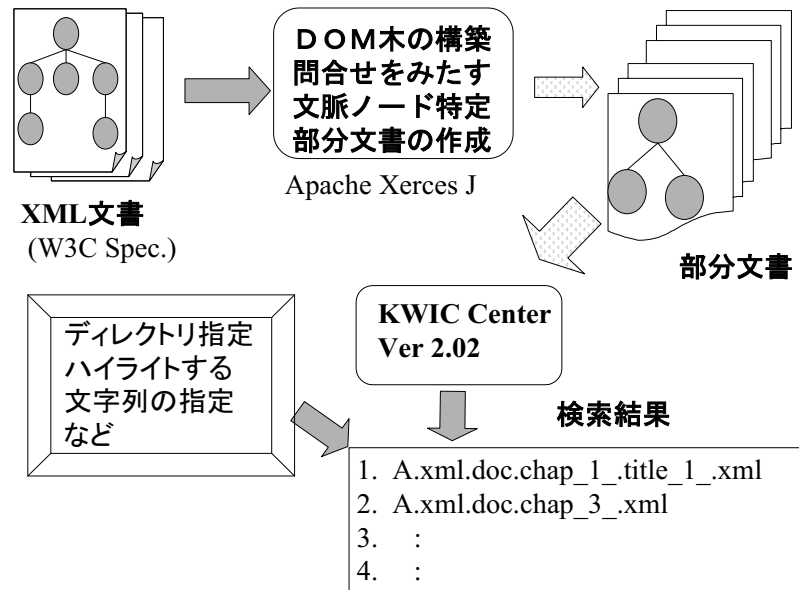 ＤＯＭ木の構築
問合せをみたす
文脈ノード特定
部分文書の作成
Apache Xerces J
XML文書
(W3C Spec.)
部分文書
ディレクトリ指定
ハイライトする
文字列の指定
など
KWIC Center
Ver 2.02
検索結果
1. A.xml.doc.chap_1_.title_1_.xml
2. A.xml.doc.chap_3_.xml
3. :
4. :